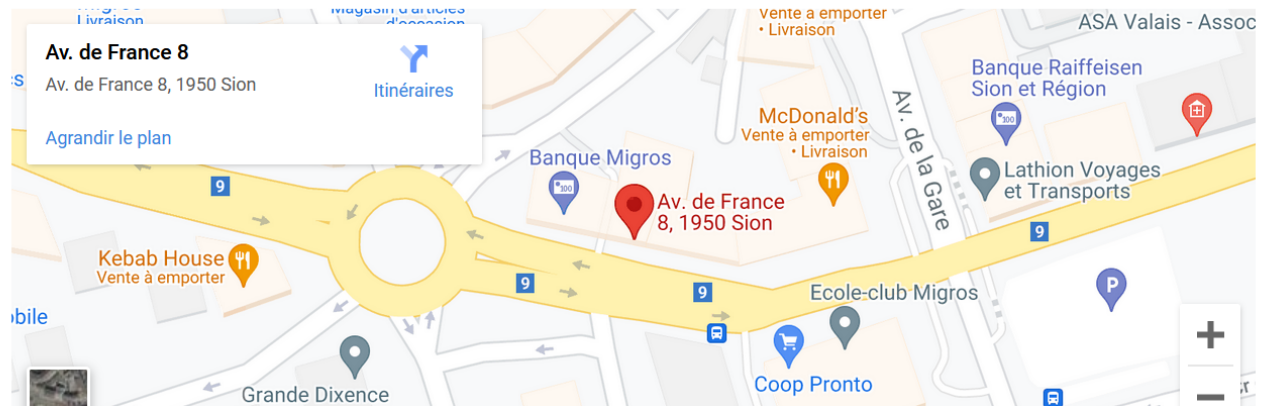 Livraison
Magasin d'articles
d'occasion
Vente à emporter
• Livraison
ASA Valais - Assoc
Av. de France 8
Av. de France 8, 1950 Sion
Itinéraires
Agrandir le plan
Banque Raiffeisen
Sion et Région
McDonald's
Vente à emporter
• Livraison
Av. de la Gare
Banque Migros
100
100
Lathion Voyages
et Transports
Av. de France
8, 1950 Sion
9
9
9
9
Kebab House
Vente à emporter
P
Ecole-club Migros
Coop Pronto
Grande Dixence
+
−